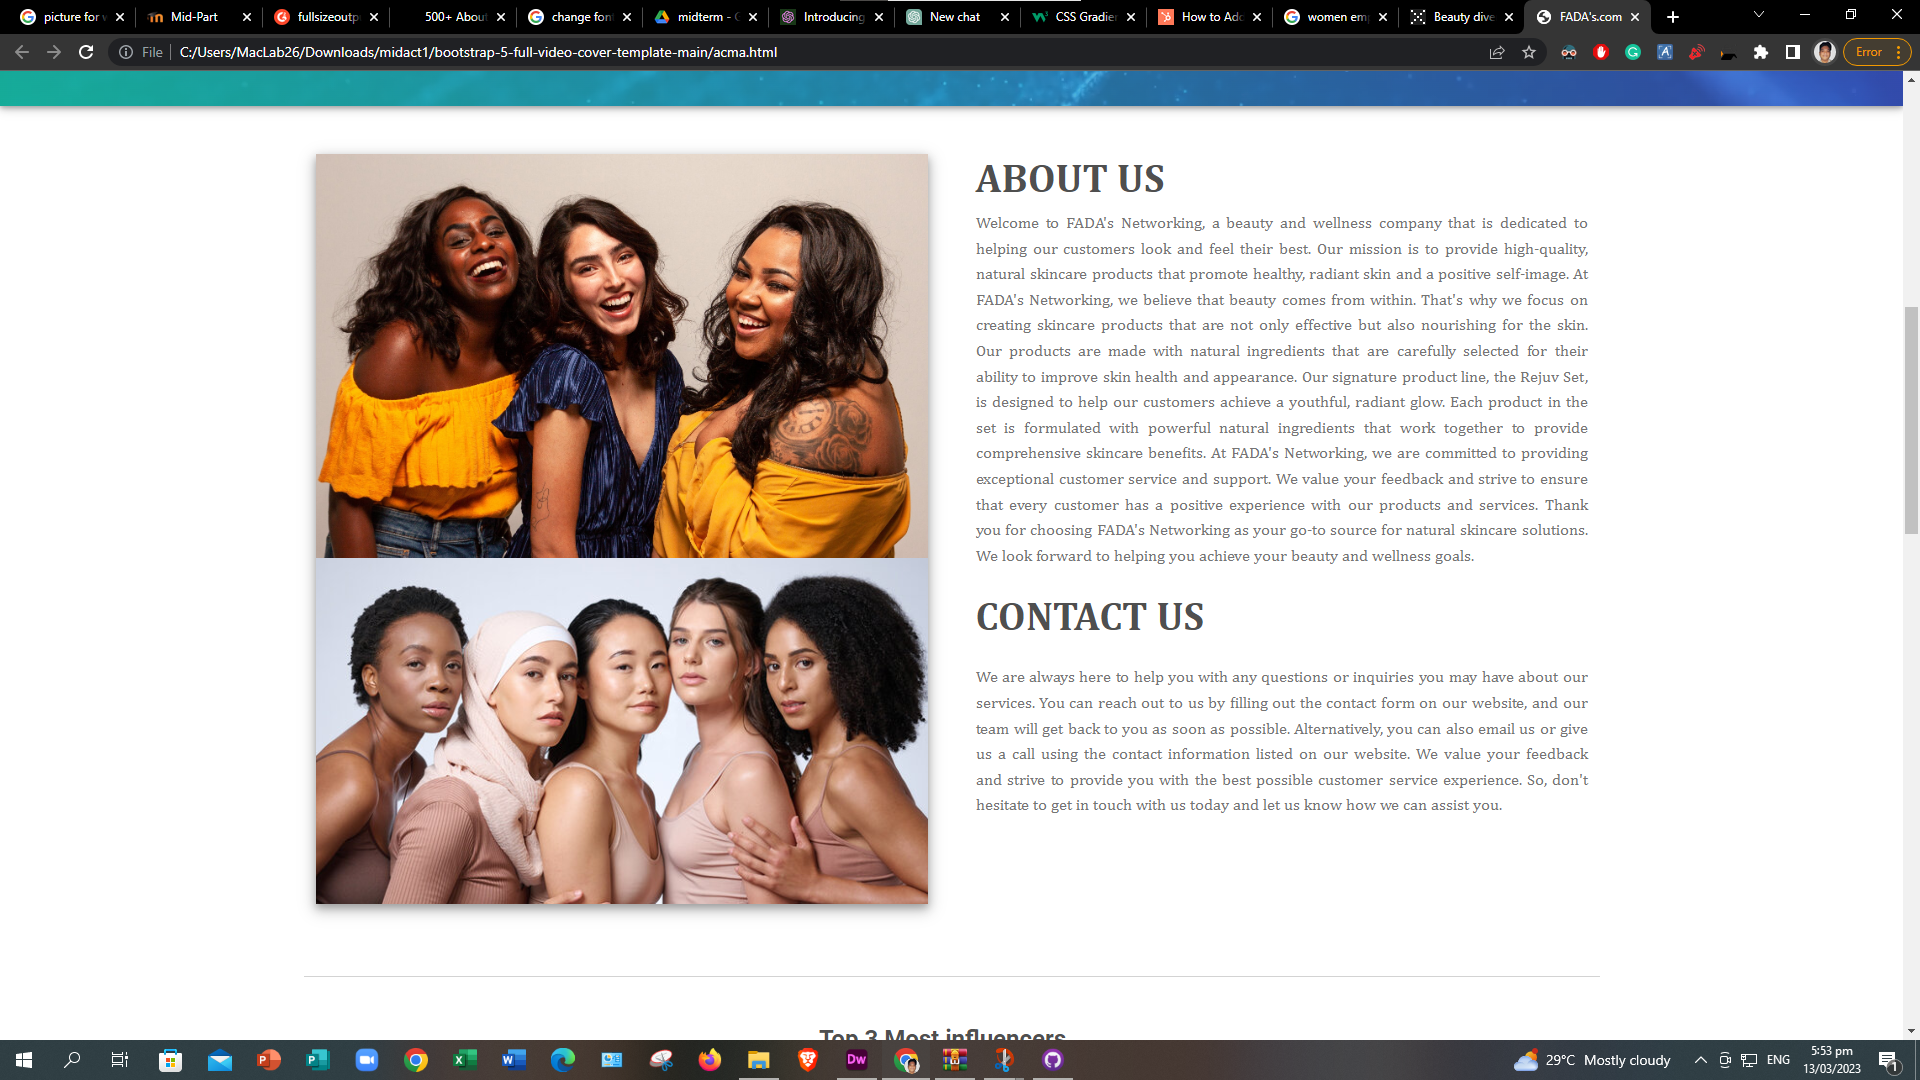 picture for w
Mid-Part
fullsizeoutp
500+ About
change font
midterm - G
Introducing
New chat
CSS Gradien
How to Add
women emp
Beauty dive
FADA's.com
File
C:/Users/MacLab26/Downloads/midact1/bootstrap-5-full-video-cover-template-main/acma.html
Error
ABOUT US
Welcome to FADA's Networking, a beauty and wellness company that is dedicated to
helping our customers look and feel their best. Our mission is to provide high-quality,
natural skincare products that promote healthy, radiant skin and a positive self-image. At
FADA's Networking, we believe that beauty comes from within. That's why we focus on
creating skincare products that are not only effective but also nourishing for the skin.
Our products are made with natural ingredients that are carefully selected for their
ability to improve skin health and appearance. Our signature product line, the Rejuv Set,
is designed to help our customers achieve a youthful, radiant glow. Each product in the
set is formulated with powerful natural ingredients that work together to provide
comprehensive skincare benefits. At FADA's Networking, we are committed to providing
exceptional customer service and support. We value your feedback and strive to ensure
that every customer has a positive experience with our products and services. Thank
you for choosing FADA's Networking as your go-to source for natural skincare solutions.
We look forward to helping you achieve your beauty and wellness goals.
CONTACT US
We are always here to help you with any questions or inquiries you may have about our
services. You can reach out to us by filling out the contact form on our website, and our
team will get back to you as soon as possible. Alternatively, you can also email us or give
us a call using the contact information listed on our website. We value your feedback
and strive to provide you with the best possible customer service experience. So, don't
hesitate to get in touch with us today and let us know how we can assist you.
Top 3 Most influencers
Dw
29°C Mostly cloudy
ENG
5:53 pm
13/03/2023
1